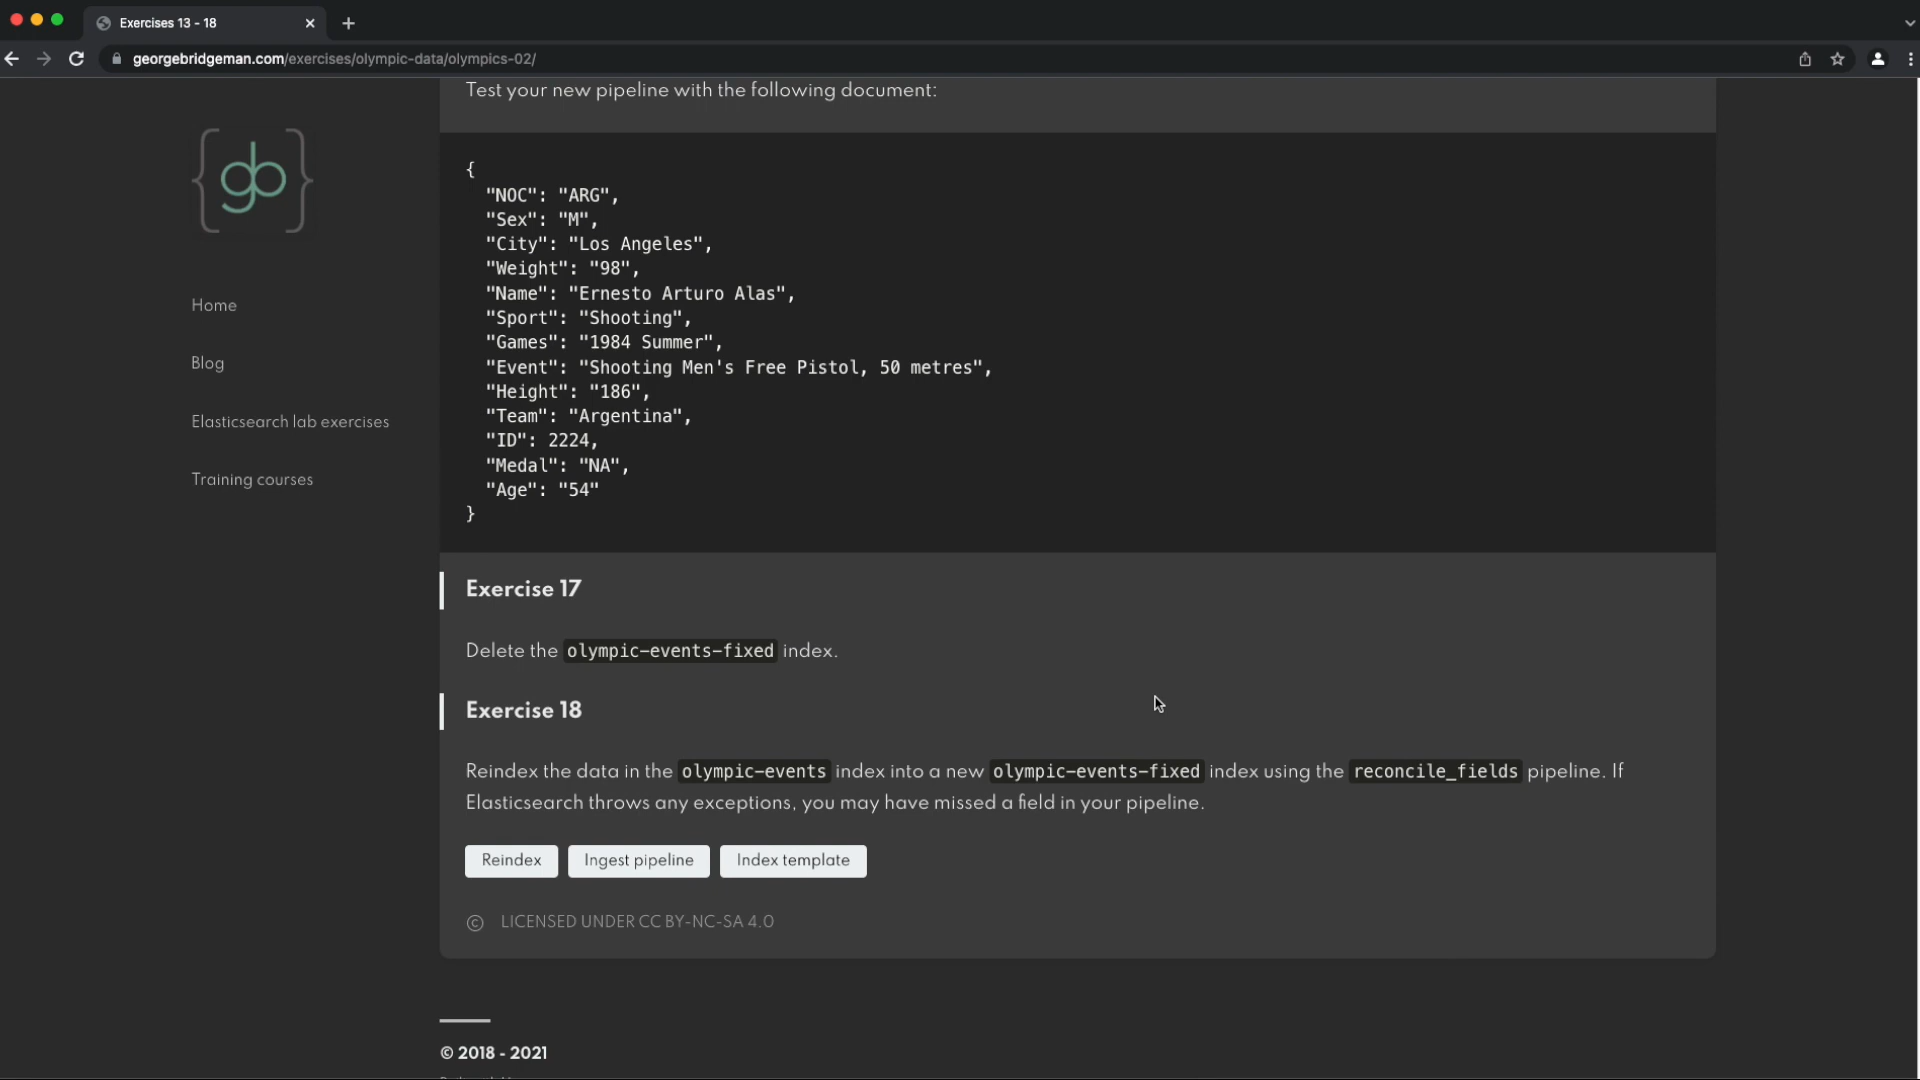 Exercises 13 - 18
georgebridgeman.com/exercises/olympic-data/olympics-02/
Test your new pipeline with the following document:
gb
Home
Blog
Elasticsearch lab exercises
Training courses
{
"NOC": "ARG",
"Sex": "M",
"City": "Los Angeles",
"Weight": "98",
"Name": "Ernesto Arturo Alas",
"Sport": "Shooting",
"Games": "1984 Summer",
"Event": "Shooting Men's Free Pistol, 50 metres",
"Height": "186",
"Team": "Argentina",
"ID": 2224,
"Medal": "NA",
"Age": "54"
}
Exercise 17
Delete the olympic-events-fixed index.
Exercise 18
Reindex the data in the olympic-events index into a new olympic-events-fixed index using the reconcile_fields pipeline. If
Elasticsearch throws any exceptions, you may have missed a field in your pipeline.
Reindex Ingest pipeline Index template
© LICENSED UNDER CC BY-NC-SA 4.0
© 2018 - 2021